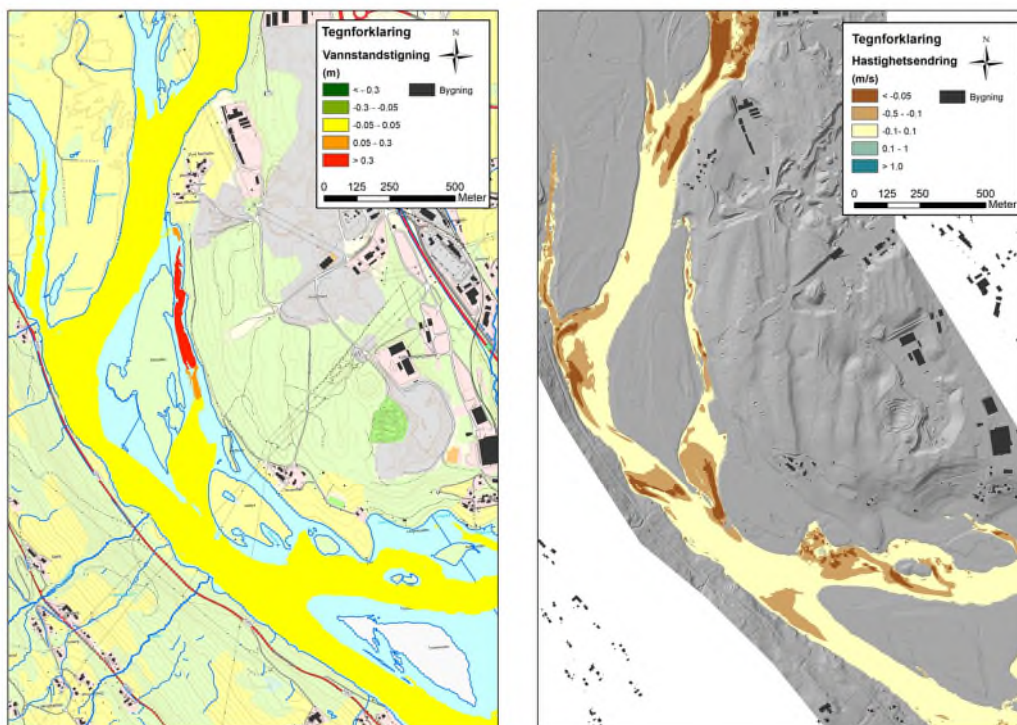 Tegnforklaring
Vannstandstigning
(m)
N
< - 0.3
-0.3 - -0.05
-0.05 - 0.05
0.05 - 0.3
> 0.3
Bygning
0 125 250 500
Meter
Tegnforklaring
Hastighetsendring
(m/s)
N
< -0.05
-0.5 - -0.1
-0.1- 0.1
0.1 - 1
> 1.0
Bygning
0 125 250 500
Meter